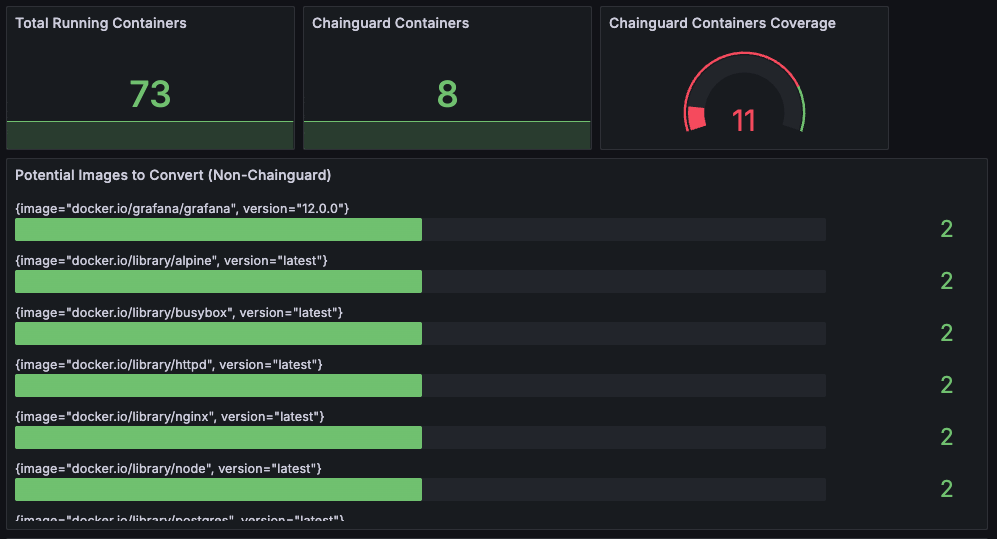 Total Running Containers
Chainguard Containers
Chainguard Containers Coverage
73
8
11
Potential Images to Convert (Non-Chainguard)
{image="docker.io/grafana/grafana", version="12.0.0"}
2
{image="docker.io/library/alpine", version="latest"}
2
{image="docker.io/library/busybox", version="latest"}
2
{image="docker.io/library/httpd", version="latest"}
2
{image="docker.io/library/nginx", version="latest"}
2
{image="docker.io/library/node", version="latest"}
2
{image="docker.io/library/postgres", version="latest"}